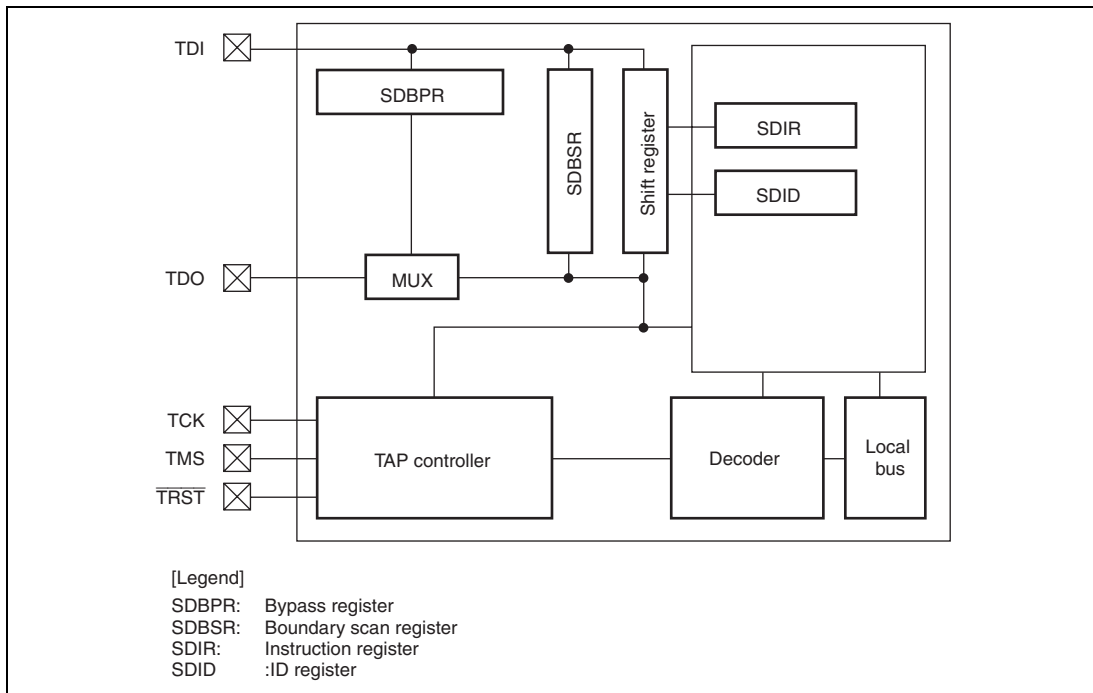 TDI
SDBPR
SDBSR
Shift register
SDIR
SDID
TDO
MUX
TCK
TMS
TRST
TAP controller
Decoder
Local
bus
[Legend]
SDBPR: Bypass register
SDBSR: Boundary scan register
SDIR: Instruction register
SDID :ID register